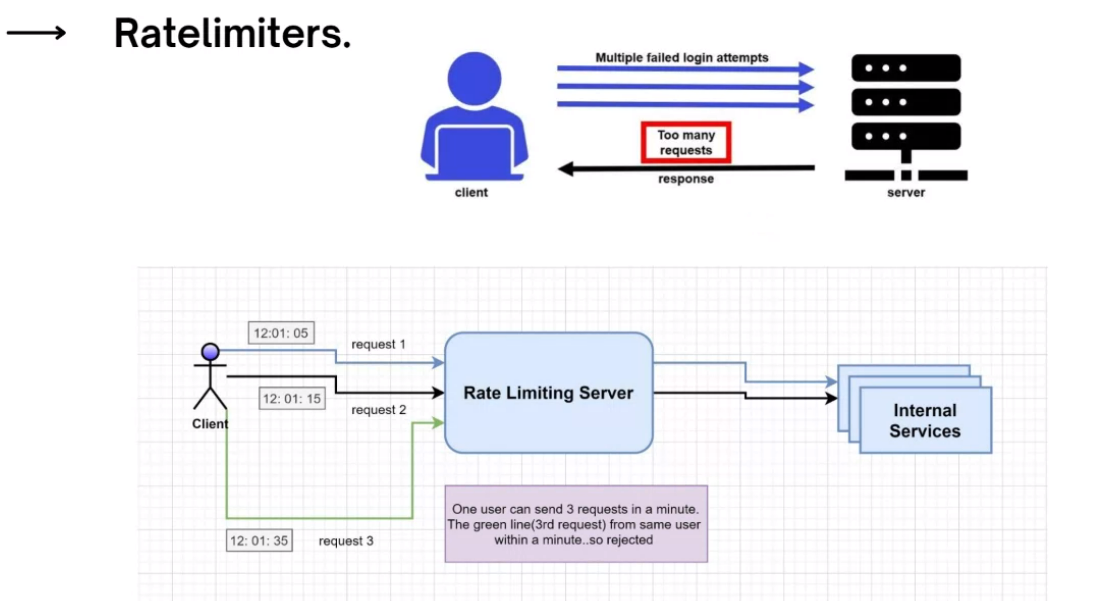 Ratelimiters.
Multiple failed login attempts
Too many
requests
response
client
server
12:01: 05
request 1
12: 01: 15
request 2
Client
Rate Limiting Server
Internal
Services
One user can send 3 requests in a minute.
The green line(3rd request) from same user
within a minute..so rejected
12: 01: 35
request 3